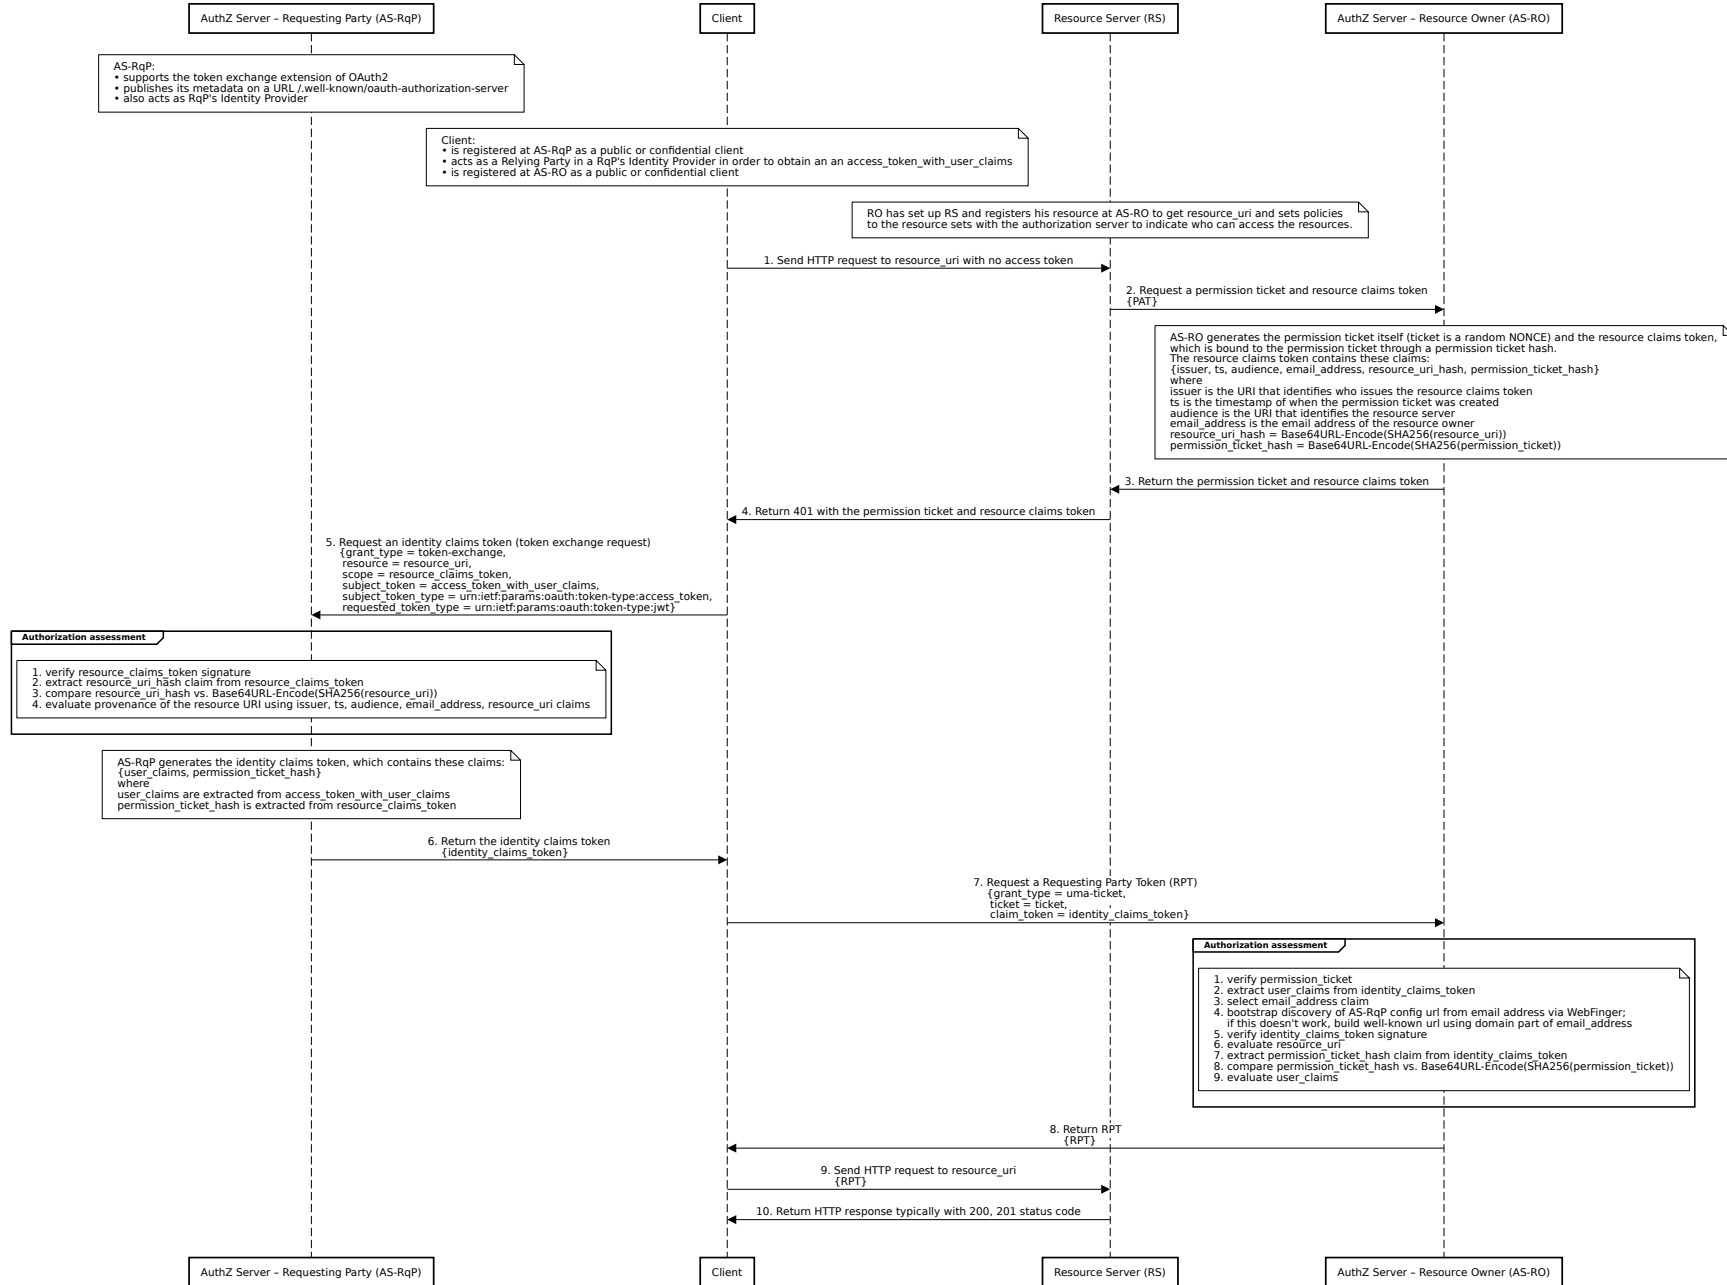 AuthZ Server – Requesting Party (AS-RqP)
Client
Resource Server (RS)
AuthZ Server – Resource Owner (AS-RO)
AS-RqP:
• supports the token exchange extension of OAuth2
• publishes its metadata on a URL /.well-known/oauth-authorization-server
• also acts as RqP's Identity Provider
Client:
• is registered at AS-RqP as a public or confidential client
• acts as a Relying Party in a RqP's Identity Provider in order to obtain an an access_token_with_user_claims
• is registered at AS-RO as a public or confidential client
RO has set up RS and registers his resource at AS-RO to get resource_uri and sets policies
to the resource sets with the authorization server to indicate who can access the resources.
1. Send HTTP request to resource_uri with no access token
2. Request a permission ticket and resource claims token
{PAT}
AS-RO generates the permission ticket itself (ticket is a random NONCE) and the resource claims token,
which is bound to the permission ticket through a permission ticket hash.
The resource claims token contains these claims:
{issuer, ts, audience, email_address, resource_uri_hash, permission_ticket_hash}
where
issuer is the URI that identifies who issues the resource claims token
ts is the timestamp of when the permission ticket was created
audience is the URI that identifies the resource server
email_address is the email address of the resource owner
resource_uri_hash = Base64URL-Encode(SHA256(resource_uri))
permission_ticket_hash = Base64URL-Encode(SHA256(permission_ticket))
3. Return the permission ticket and resource claims token
4. Return 401 with the permission ticket and resource claims token
5. Request an identity claims token (token exchange request)
{grant_type = token-exchange,
resource = resource_uri,
scope = resource_claims_token,
subject_token = access_token_with_user_claims,
subject_token_type = urn:ietf:params:oauth:token-type:access_token,
requested_token_type = urn:ietf:params:oauth:token-type:jwt}
Authorization assessment
1. verify resource_claims_token signature
2. extract resource_uri_hash claim from resource_claims_token
3. compare resource_uri_hash vs. Base64URL-Encode(SHA256(resource_uri))
4. evaluate provenance of the resource URI using issuer, ts, audience, email_address, resource_uri claims
AS-RqP generates the identity claims token, which contains these claims:
{user_claims, permission_ticket_hash}
where
user_claims are extracted from access_token_with_user_claims
permission_ticket_hash is extracted from resource_claims_token
6. Return the identity claims token
{identity_claims_token}
7. Request a Requesting Party Token (RPT)
{grant_type = uma-ticket,
ticket = ticket,
claim_token = identity_claims_token}
Authorization assessment
1. verify permission_ticket
2. extract user_claims from identity_claims_token
3. select email_address claim
4. bootstrap discovery of AS-RqP config url from email address via WebFinger;
if this doesn't work, build well-known url using domain part of email_address
5. verify identity_claims_token signature
6. evaluate resource_uri
7. extract permission_ticket_hash claim from identity_claims_token
8. compare permission_ticket_hash vs. Base64URL-Encode(SHA256(permission_ticket))
9. evaluate user_claims
8. Return RPT
{RPT}
9. Send HTTP request to resource_uri
{RPT}
10. Return HTTP response typically with 200, 201 status code
AuthZ Server – Requesting Party (AS-RqP)
Client
Resource Server (RS)
AuthZ Server – Resource Owner (AS-RO)